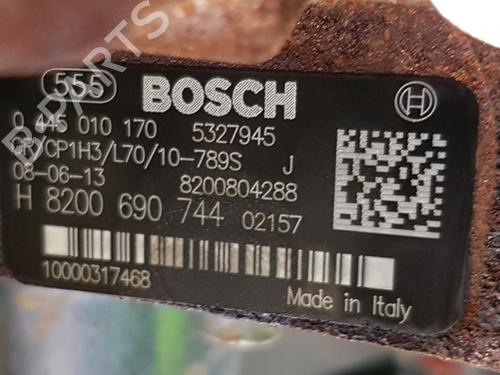 555 BOSCH
0 445 010 170 5327945
CR/CP1H3/L70/10-789S J
08-06-13 8200804288
H 8200 690 744 02157
10000317468
Made in Italy
B-PARTS